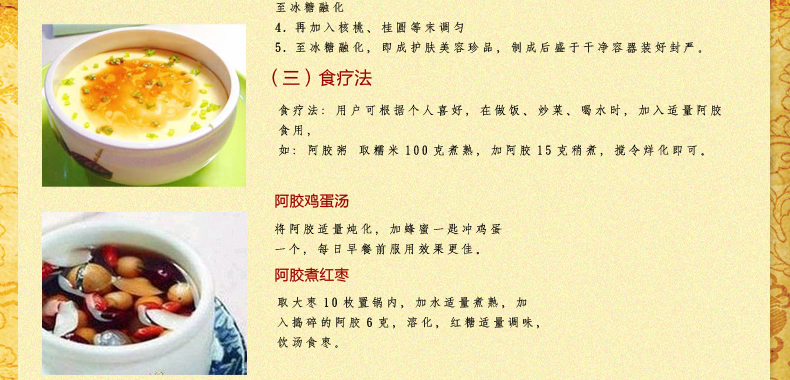 至冰糖融化
4．再加入核桃、桂圆等末调匀
5．至冰糖融化，即成护肤美容珍品，制成后盛于干净容器装好封严。
（三）食疗法
食疗法：用户可根据个人喜好，在做饭、炒菜、喝水时，加入适量阿胶
食用，
如：阿胶粥 取糯米100克煮熟，加阿胶15克稍煮，搅令烊化即可。
阿胶鸡蛋汤
将阿胶适量炖化，加蜂蜜一匙冲鸡蛋
一个，每日早餐前服用效果更佳。
阿胶煮红枣
取大枣10枚置锅内，加水适量煮熟，加
入捣碎的阿胶6克，溶化，红糖适量调味，
饮汤食枣。